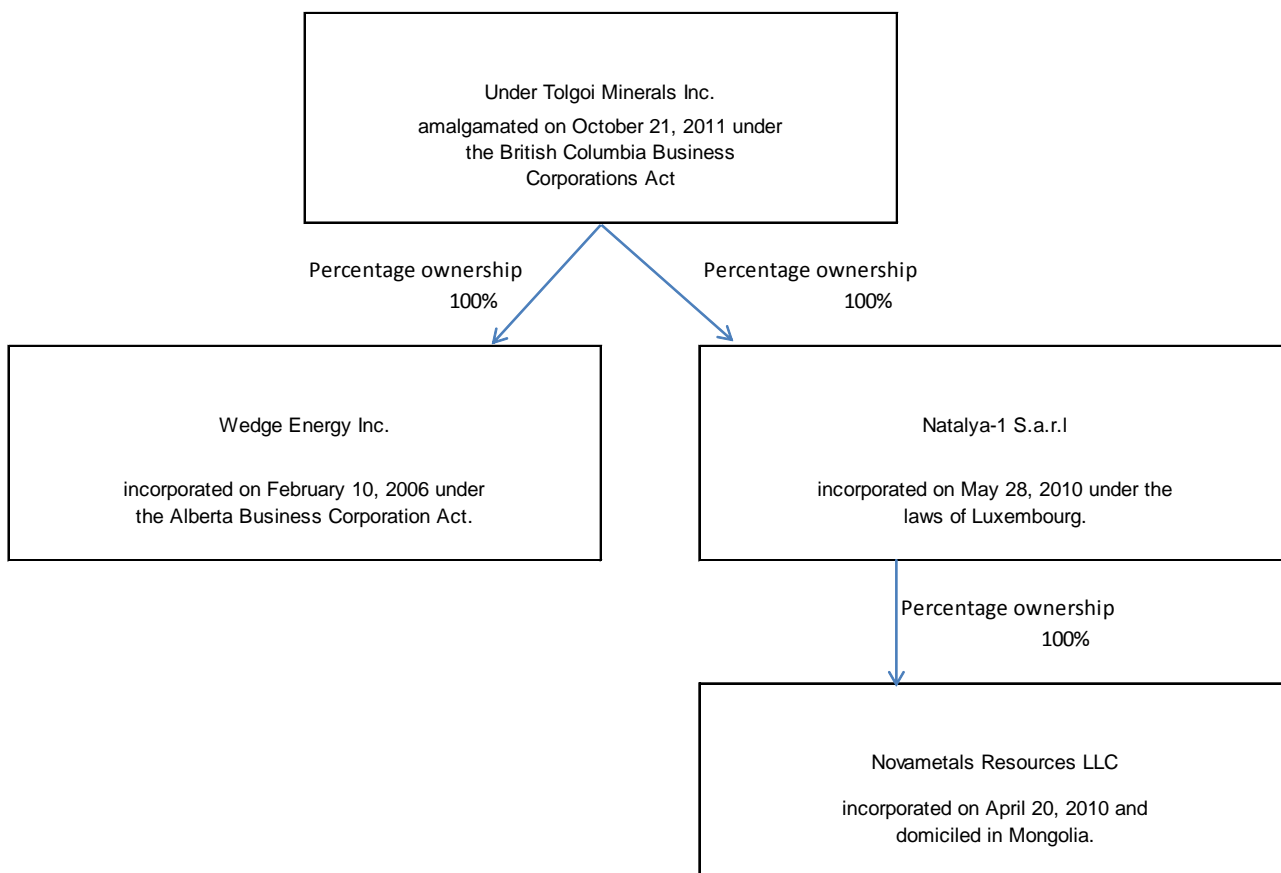 Under Tolgoi Minerals Inc.
amalgamated on October 21, 2011 under
the British Columbia Business
Corporations Act
Percentage ownership
100%
Percentage ownership
100%
Wedge Energy Inc.
incorporated on February 10, 2006 under
the Alberta Business Corporation Act.
Natalya-1 S.a.r.l
incorporated on May 28, 2010 under the
laws of Luxembourg.
Percentage ownership
100%
Novametals Resources LLC
incorporated on April 20, 2010 and
domiciled in Mongolia.